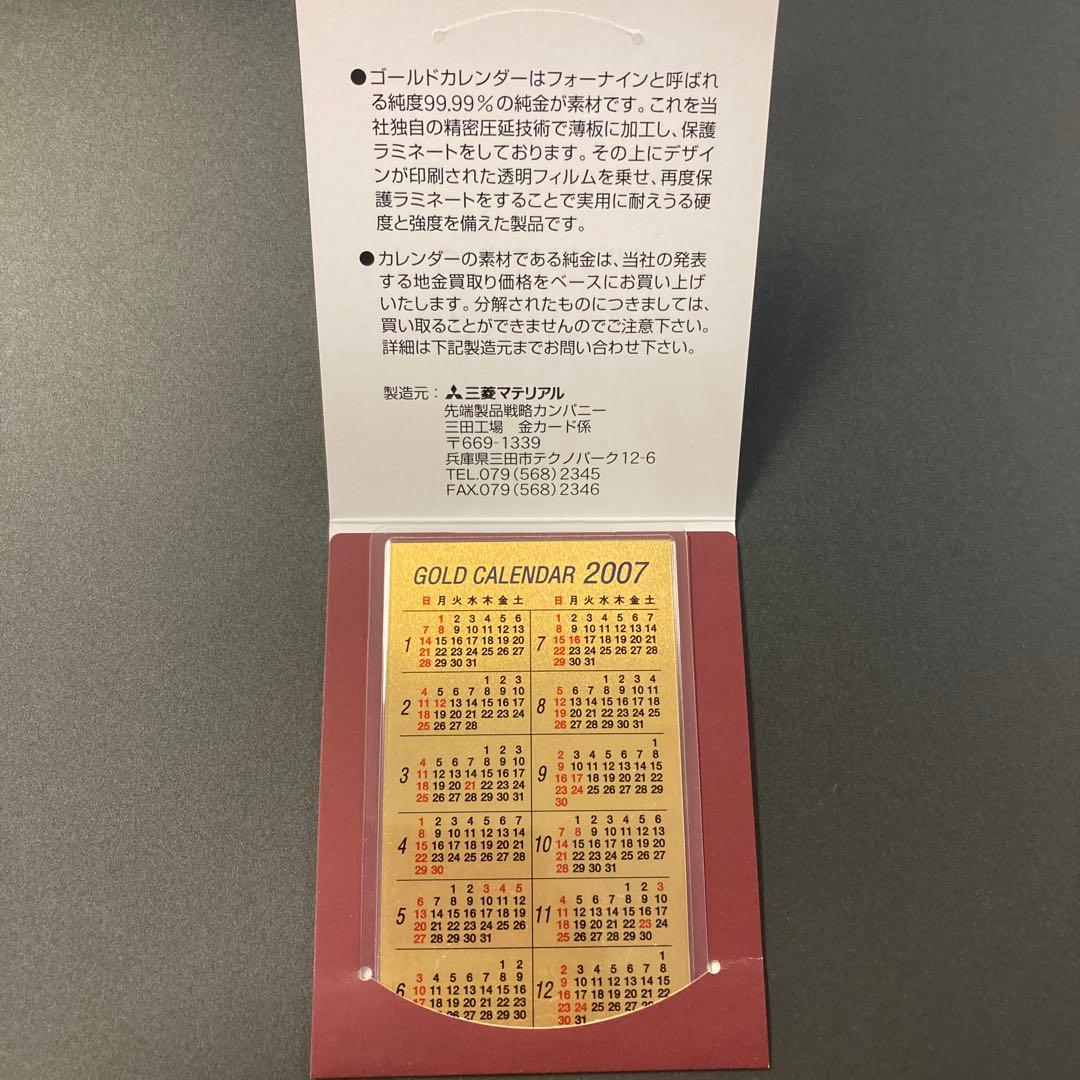 ●ゴールドカレンダーはフォーナインと呼ばれ
る純度99.99%の純金が素材です。これを当
社独自の精密圧延技術で薄板に加工し、保護
ラミネートをしております。その上にデザイ
ンが印刷された透明フィルムを乗せ、再度保
護ラミネートをすることで実用に耐えうる硬
度と強度を備えた製品です。
●カレンダーの素材である純金は、当社の発表
する地金買取り価格をベースにお買い上げ
いたします。分解されたものにつきましては、
買い取ることができませんのでご注意下さい。
詳細は下記製造元までお問い合わせ下さい。
製造元：三菱マテリアル
先端製品戦略カンパニー
三田工場 金カード係
〒669-1339
兵庫県三田市テクノパーク12-6
TEL.079(568)2345
FAX.079(568)2346
GOLD CALENDAR 2007
日月火水木金土
1
1 2 3 4 5 6
7 8 9 10 11 12 13
14 15 16 17 18 19 20
21 22 23 24 25 26 27
28 29 30 31
2
1 2 3
4 5 6 7 8 9 10
11 12 13 14 15 16 17
18 19 20 21 22 23 24
25 26 27 28
3
1 2 3
4 5 6 7 8 9 10
11 12 13 14 15 16 17
18 19 20 21 22 23 24
25 26 27 28 29 30 31
4
1 2 3 4 5 6 7
8 9 10 11 12 13 14
15 16 17 18 19 20 21
22 23 24 25 26 27 28
29 30
5
1 2 3 4 5
6 7 8 9 10 11 12
13 14 15 16 17 18 19
20 21 22 23 24 25 26
27 28 29 30 31
6
1 2
3 4 5 6 7 8 9
10 11 12 13 14 15 16
17 18 19 20 21 22 23
26 27 28 29 30
日月火水木金土
7
1 2 3 4 5 6 7
8 9 10 11 12 13 14
15 16 17 18 19 20 21
22 23 24 25 26 27 28
29 30 31
8
1 2 3 4
5 6 7 8 9 10 11
12 13 14 15 16 17 18
19 20 21 22 23 24 25
26 27 28 29 30 31
9
1
2 3 4 5 6 7 8
9 10 11 12 13 14 15
16 17 18 19 20 21 22
23 24 25 26 27 28 29
30
10
1 2 3 4 5 6
7 8 9 10 11 12 13
14 15 16 17 18 19 20
21 22 23 24 25 26 27
28 29 30 31
11
1 2 3
4 5 6 7 8 9 10
11 12 13 14 15 16 17
18 19 20 21 22 23 24
25 26 27 28 29 30
12
1
2 3 4 5 6 7 8
9 10 11 12 13 14 15
16 17 18 19 20 21 22
23 24 25 26 27 28 29
30 31